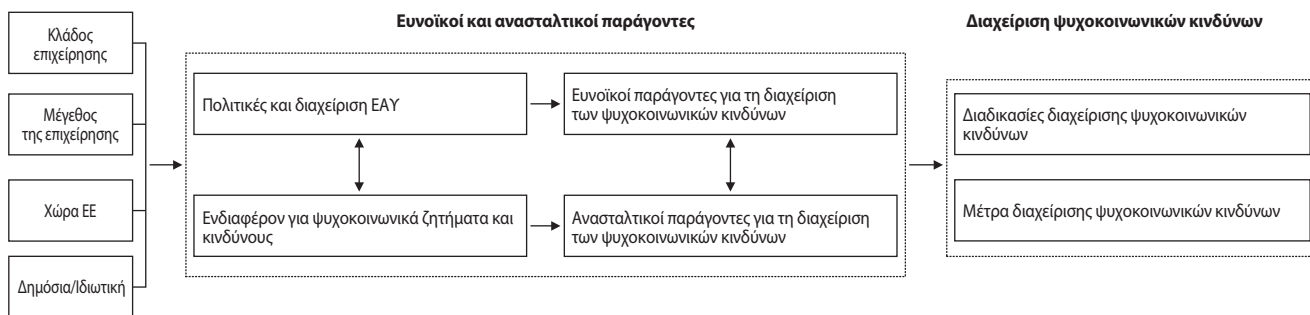 Ευνοϊκοί και ανασταλτικοί παράγοντες
Διαχείριση ψυχοκοινωνικών κινδύνων
Κλάδος
επιχείρησης
Μέγεθος
της επιχείρησης
Χώρα ΕΕ
Δημόσια/Ιδιωτική
Πολιτικές και διαχείριση ΕΑΥ
Ευνοϊκοί παράγοντες για τη διαχείριση
των ψυχοκοινωνικών κινδύνων
Ενδιαφέρον για ψυχοκοινωνικά ζητήματα και
κινδύνους
Ανασταλτικοί παράγοντες για τη διαχείριση
των ψυχοκοινωνικών κινδύνων
Διαδικασίες διαχείρισης ψυχοκοινωνικών
κινδύνων
Μέτρα διαχείρισης ψυχοκοινωνικών κινδύνων